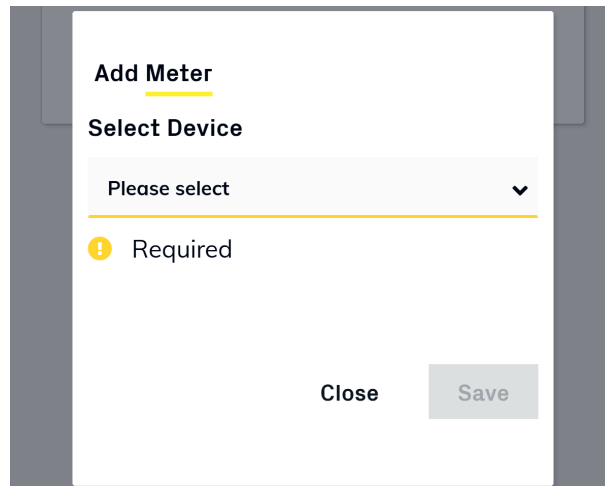 Add Meter
Select Device
Please select
Required
Close Save